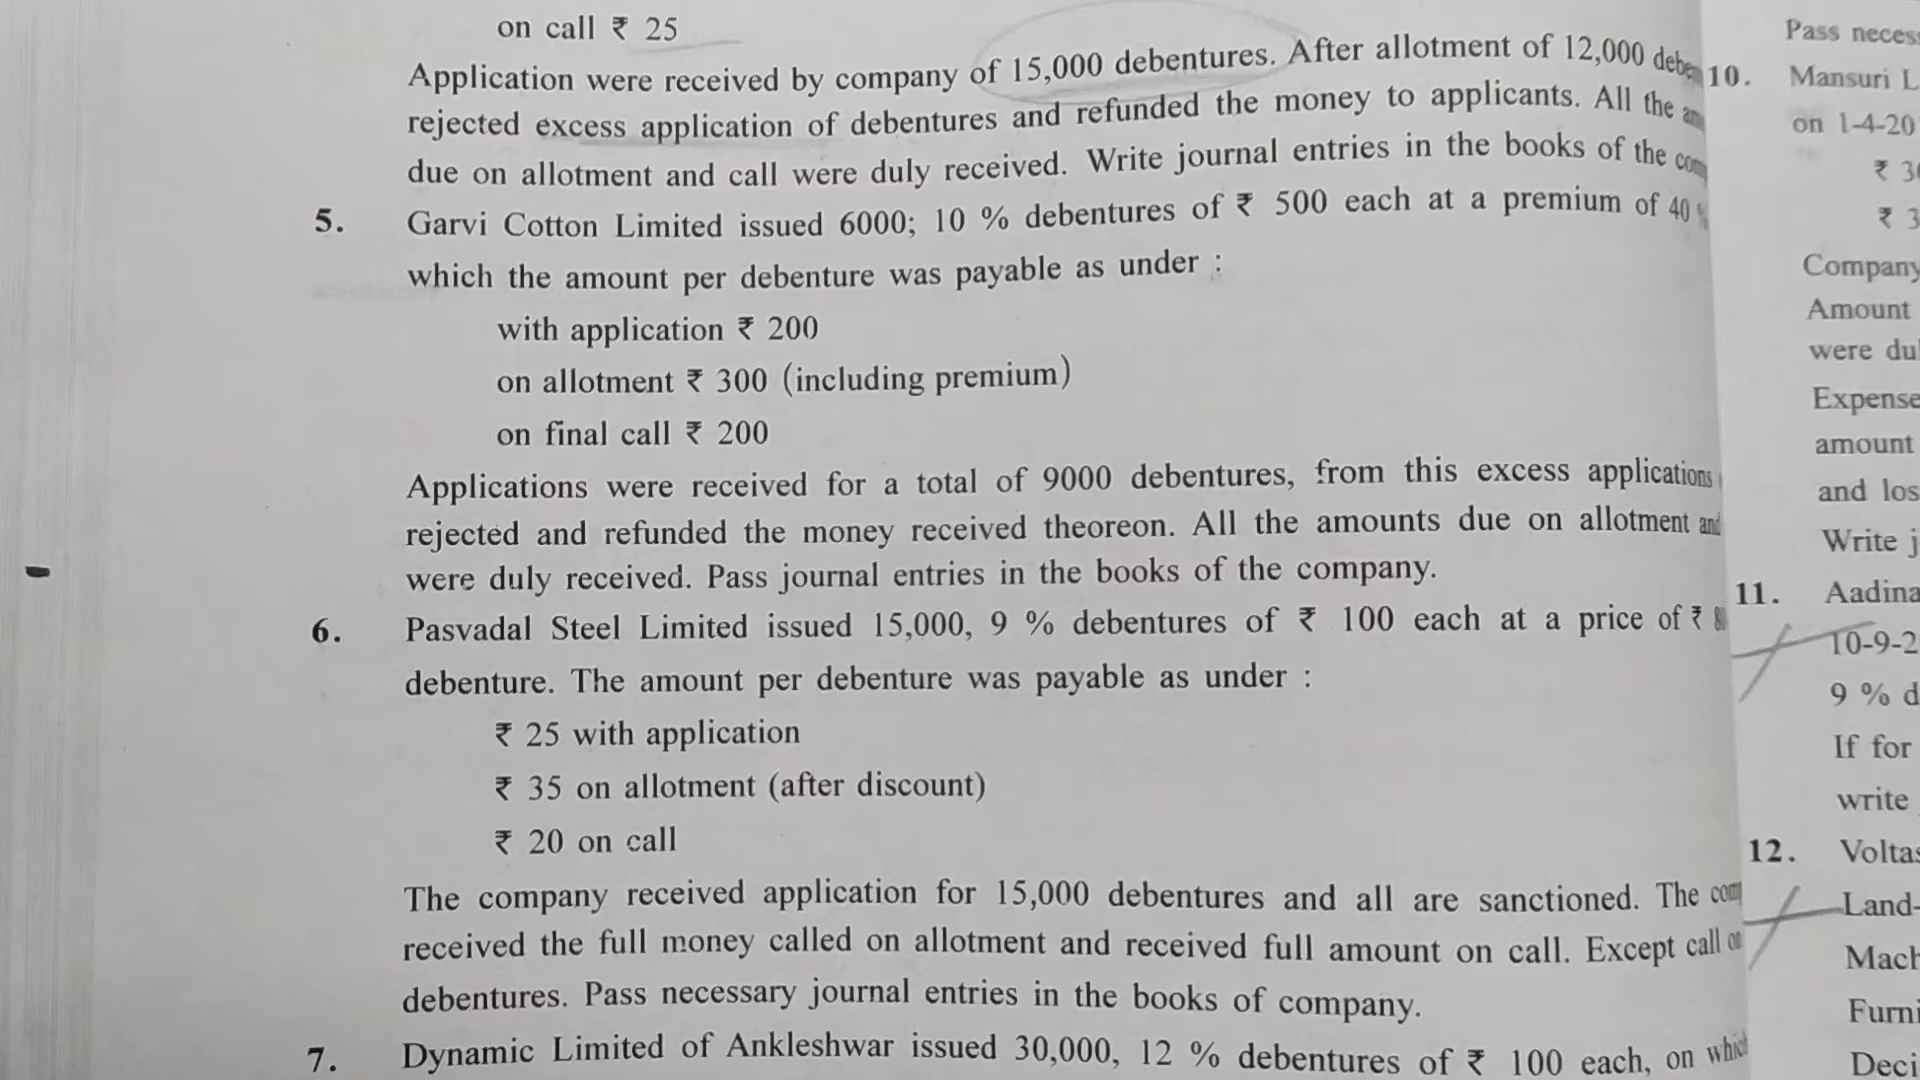 on call ₹ 25
Application were received by company of 15,000 debentures. After allotment of 12,000
rejected excess application of debentures and refunded the money to applicants. All the
due on allotment and call were duly received. Write journal entries in the books of the
5. Garvi Cotton Limited issued 6000; 10 % debentures of ₹ 500 each at a premium of 40
which the amount per debenture was payable as under :
with application ₹ 200
on allotment ₹ 300 (including premium)
on final call ₹ 200
Applications were received for a total of 9000 debentures, from this excess applications
rejected and refunded the money received theoreon. All the amounts due on allotment and
were duly received. Pass journal entries in the books of the company.
6. Pasvadal Steel Limited issued 15,000, 9 % debentures of ₹ 100 each at a price of ₹
debenture. The amount per debenture was payable as under :
₹ 25 with application
₹ 35 on allotment (after discount)
₹ 20 on call
The company received application for 15,000 debentures and all are sanctioned. The
received the full money called on allotment and received full amount on call. Except call
debentures. Pass necessary journal entries in the books of company.
7. Dynamic Limited of Ankleshwar issued 30,000, 12 % debentures of ₹ 100 each, on which
Pass
10. Mansuri
on 1-4-20
₹ 3
₹ 3
Company
Amount
were
Expense
amount
and
Write
11.
10-9-2
9 %
If for
write
12.
Land-